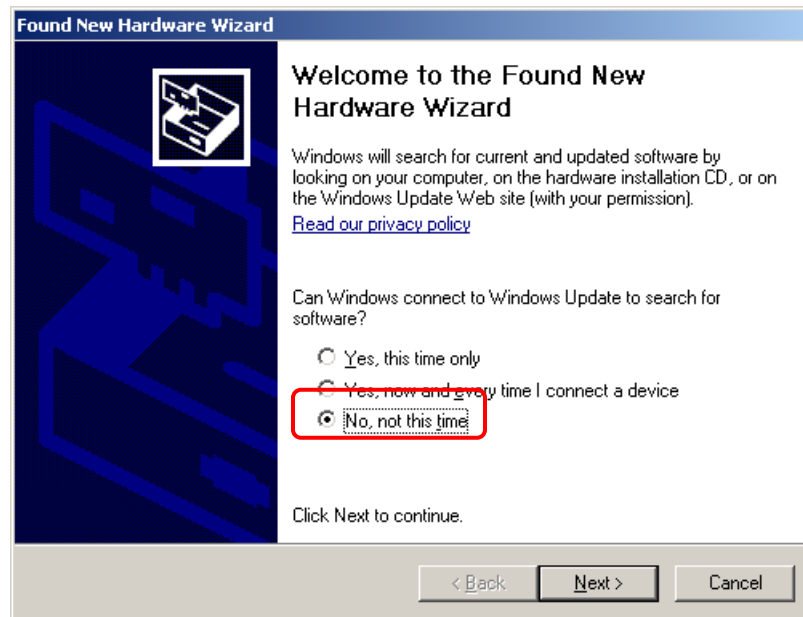 Found New Hardware Wizard
Welcome to the Found New
Hardware Wizard
Windows will search for current and updated software by
looking on your computer, on the hardware installation CD, or on
the Windows Update Web site (with your permission).
Read our privacy policy
Can Windows connect to Windows Update to search for
software?
Yes, this time only
Yes, now and every time I connect a device
No, not this time
Click Next to continue.
< Back Next > Cancel